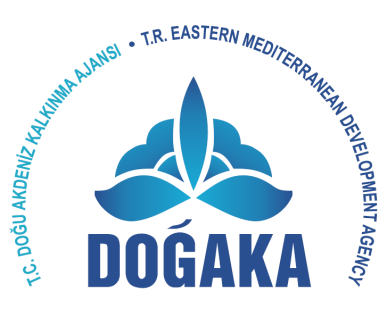 T.C. DOĞU AKDENİZ KALKINMA AJANSI • T.R. EASTERN MEDITERRANEAN DEVELOPMENT AGENCY
DOĞAKA